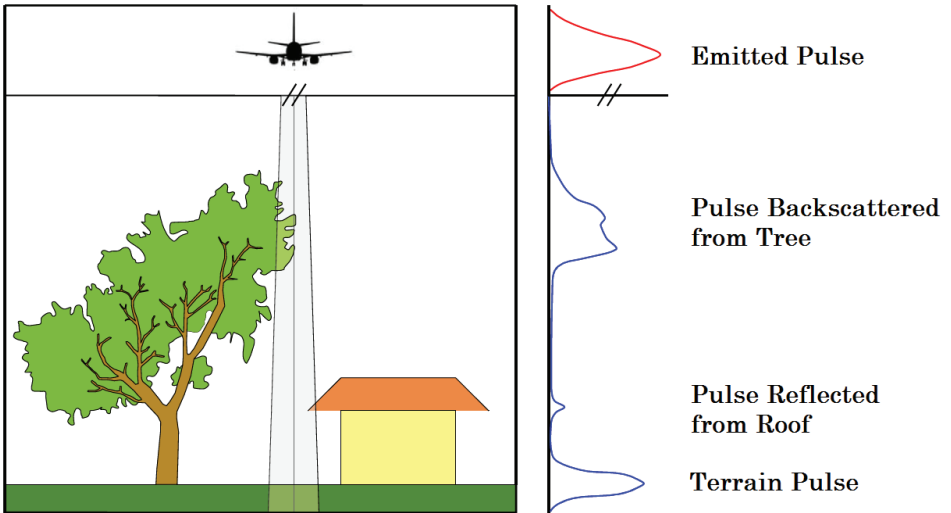 Emitted Pulse
Pulse Backscattered
from Tree
Pulse Reflected
from Roof
Terrain Pulse